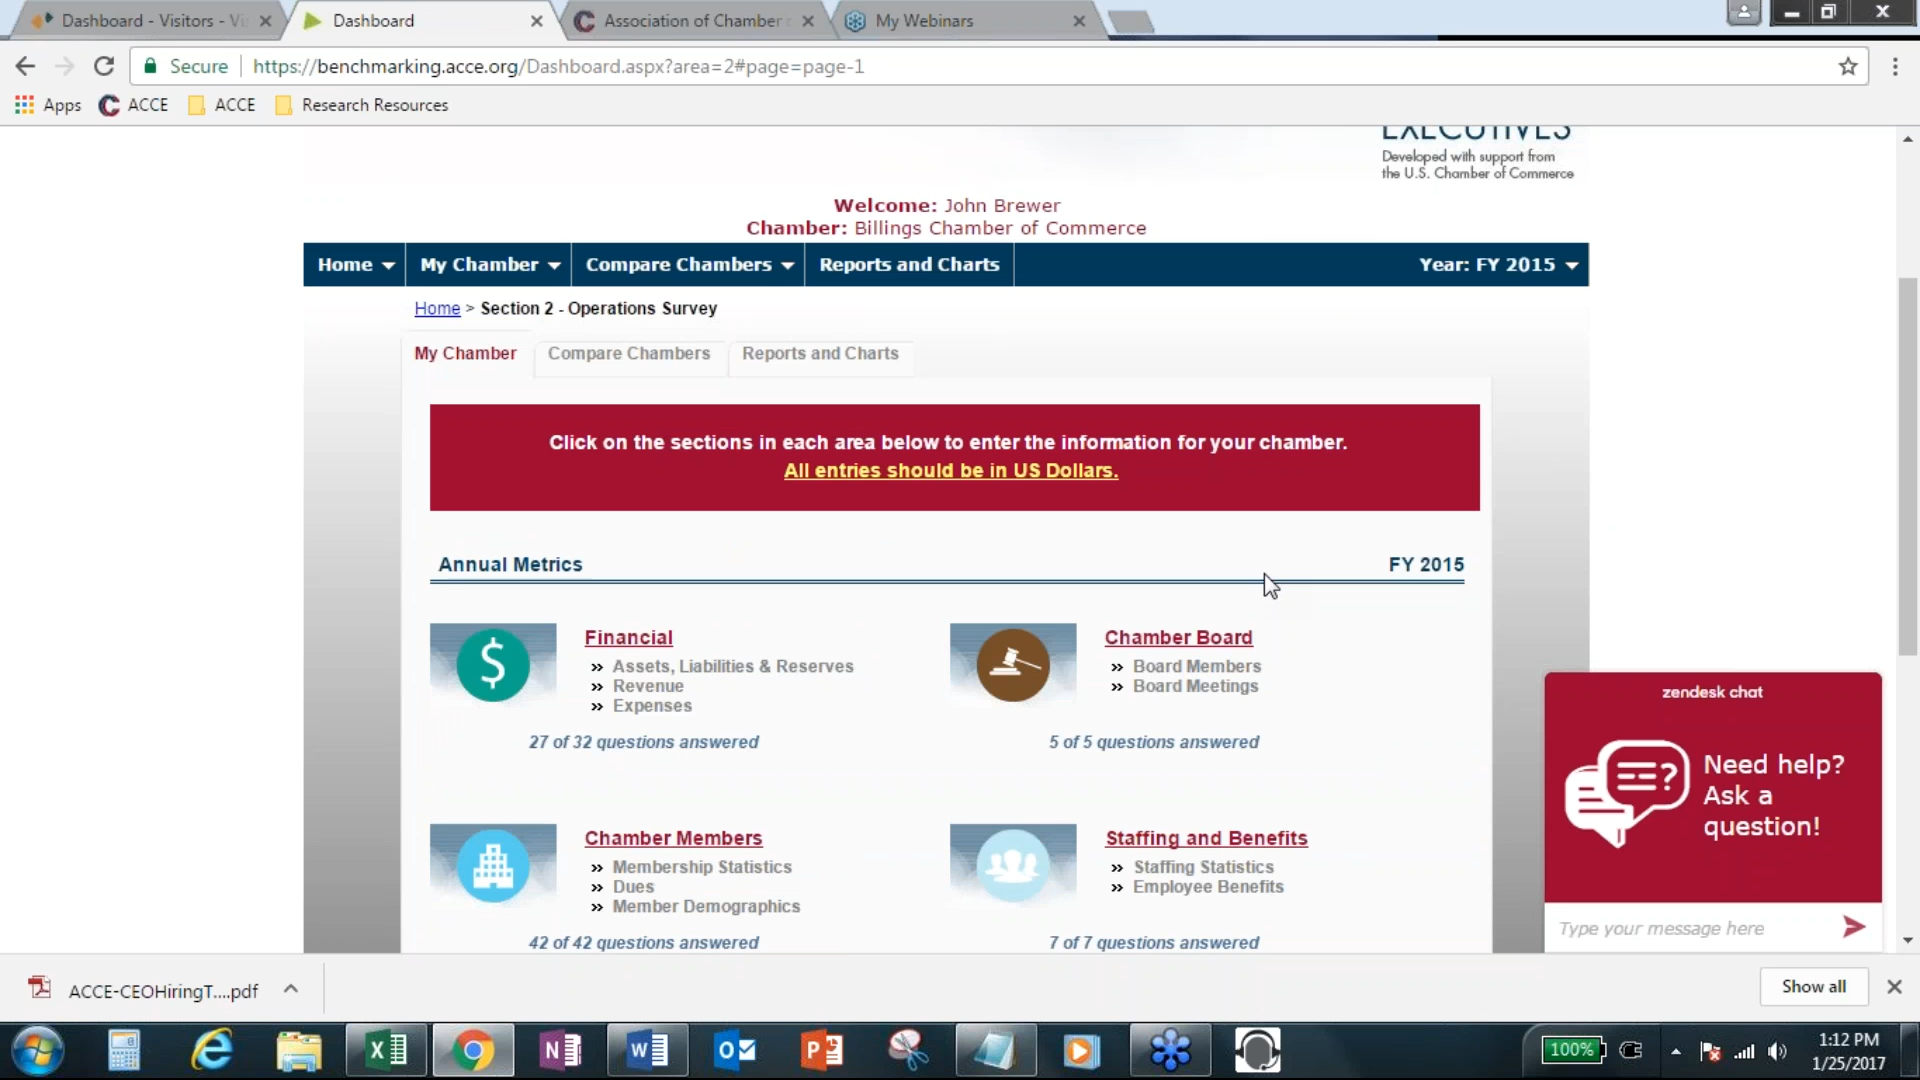 Dashboard - Visitors - Vi
Dashboard
Association of Chamber
My Webinars
Secure
https://benchmarking.acce.org/Dashboard.aspx?area=2#page=page-1
Apps
ACCE
ACCE
Research Resources
EXECUTIVES
Developed with support from
the U.S. Chamber of Commerce
Welcome: John Brewer
Chamber: Billings Chamber of Commerce
Home
My Chamber
Compare Chambers
Reports and Charts
Year: FY 2015
Home > Section 2 - Operations Survey
My Chamber
Compare Chambers
Reports and Charts
Click on the sections in each area below to enter the information for your chamber.
All entries should be in US Dollars.
Annual Metrics
FY 2015
Financial
» Assets, Liabilities & Reserves
» Revenue
» Expenses
27 of 32 questions answered
Chamber Board
» Board Members
» Board Meetings
5 of 5 questions answered
Chamber Members
» Membership Statistics
» Dues
» Member Demographics
42 of 42 questions answered
Staffing and Benefits
» Staffing Statistics
» Employee Benefits
7 of 7 questions answered
zendesk chat
Need help?
Ask a
question!
Type your message here
ACCE-CEOHiringT....pdf
Show all
100%
1:12 PM
1/25/2017